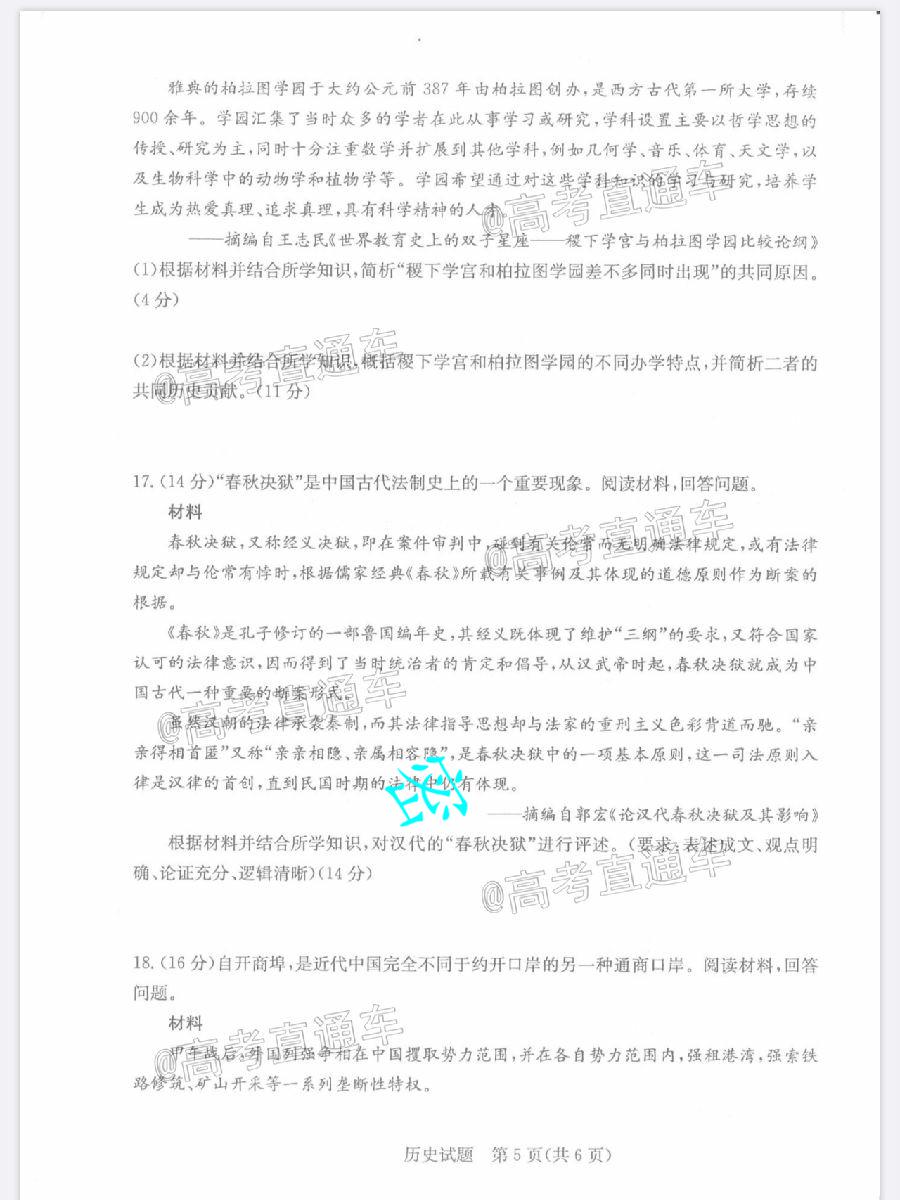 雅典的柏拉图学园于大约公元前 387 年由柏拉图创办,是西方古代第一所大学,存续
900 余年。学园汇集了当时众多的学者在此从事学习或研究,学科设置主要以哲学思想的
传授、研究为主,同时十分注重数学并扩展到其他学科,例如几何学、音乐、体育、天文学,以
及生物科学中的动物学和植物学等。学园希望通过对这些学科知识的学习与研究,培养学
生成为热爱真理、追求真理,具有科学精神的人才。
@高考直通车
——摘编自王志民《世界教育史上的双子星座——稷下学宫与柏拉图学园比较论纲》
(1)根据材料并结合所学知识,简析“稷下学宫和柏拉图学园差不多同时出现”的共同原因。
(4 分)
(2)根据材料并结合所学知识,概括稷下学宫和柏拉图学园的不同办学特点,并简析二者的
@高考直通车
共同历史贡献。(11 分)
17.(14 分)“春秋决狱”是中国古代法制史上的一个重要现象。阅读材料,回答问题。
材料
春秋决狱,又称经义决狱,即在案件审判中,碰到有关伦常而无明确法律规定,或有法律
@高考直通车
规定却与伦常有悖时,根据儒家经典《春秋》所载有关事例及其体现的道德原则作为断案的
根据。
《春秋》是孔子修订的一部鲁国编年史,其经义既体现了维护“三纲”的要求,又符合国家
认可的法律意识,因而得到了当时统治者的肯定和倡导,从汉武帝时起,春秋决狱就成为中
国古代一种重要的断案形式。
@高考直通车
虽然汉朝的法律承袭秦制,而其法律指导思想却与法家的重刑主义色彩背道而驰。“亲
亲得相首匿”又称“亲亲相隐、亲属相容隐”,是春秋决狱中的一项基本原则,这一司法原则入
律是汉律的首创,直到民国时期的法律中仍有体现。
——摘编自郭宏《论汉代春秋决狱及其影响》
根据材料并结合所学知识,对汉代的“春秋决狱”进行评述。(要求:表述成文、观点明
确、论证充分、逻辑清晰)(14 分)
@高考直通车
18.(16 分)自开商埠,是近代中国完全不同于约开口岸的另一种通商口岸。阅读材料,回答
问题。
材料
@高考直通车
甲午战后,外国列强争相在中国攫取势力范围,并在各自势力范围内,强租港湾,强索铁
路修筑、矿山开采等一系列垄断性特权。
历史试题 第 5 页(共 6 页)